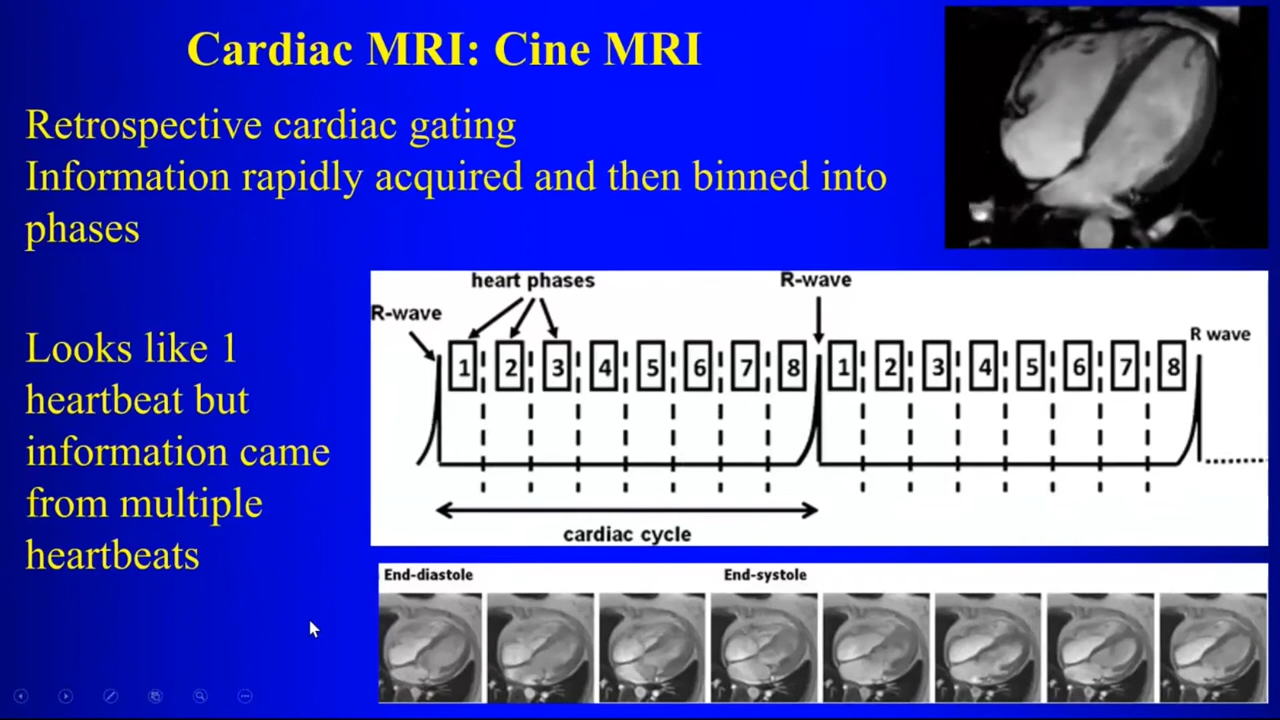 Cardiac MRI: Cine MRI
Retrospective cardiac gating
Information rapidly acquired and then binned into
phases
Looks like 1
heartbeat but
information came
from multiple
heartbeats
heart phases
R-wave
R-wave
R wave
1 2 3 4 5 6 7 8 1 2 3 4 5 6 7 8
cardiac cycle
End-diastole
End-systole